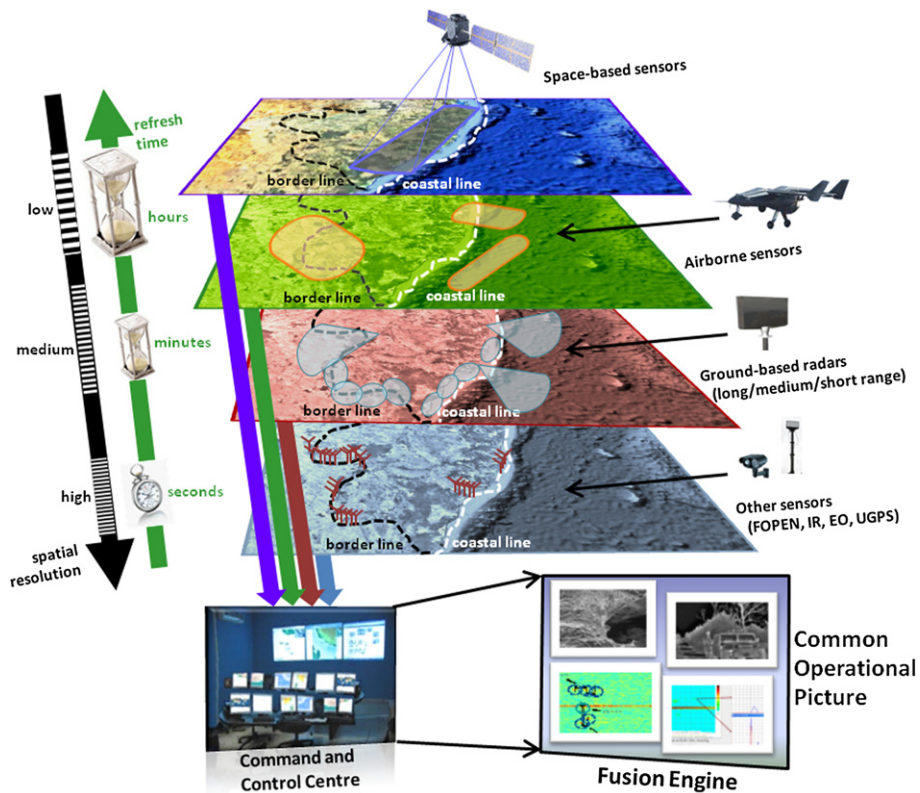 Space-based sensors
refresh
time
border line
coastal line
low
hours
Airborne sensors
border line
coastal line
medium
minutes
Ground-based radars
(long/medium/short range)
border line
coastal line
high
seconds
Other sensors
(FOPEN, IR, EO, UGPS)
spatial
resolution
border line
coastal line
Common
Operational
Picture
Command and
Control Centre
Fusion Engine